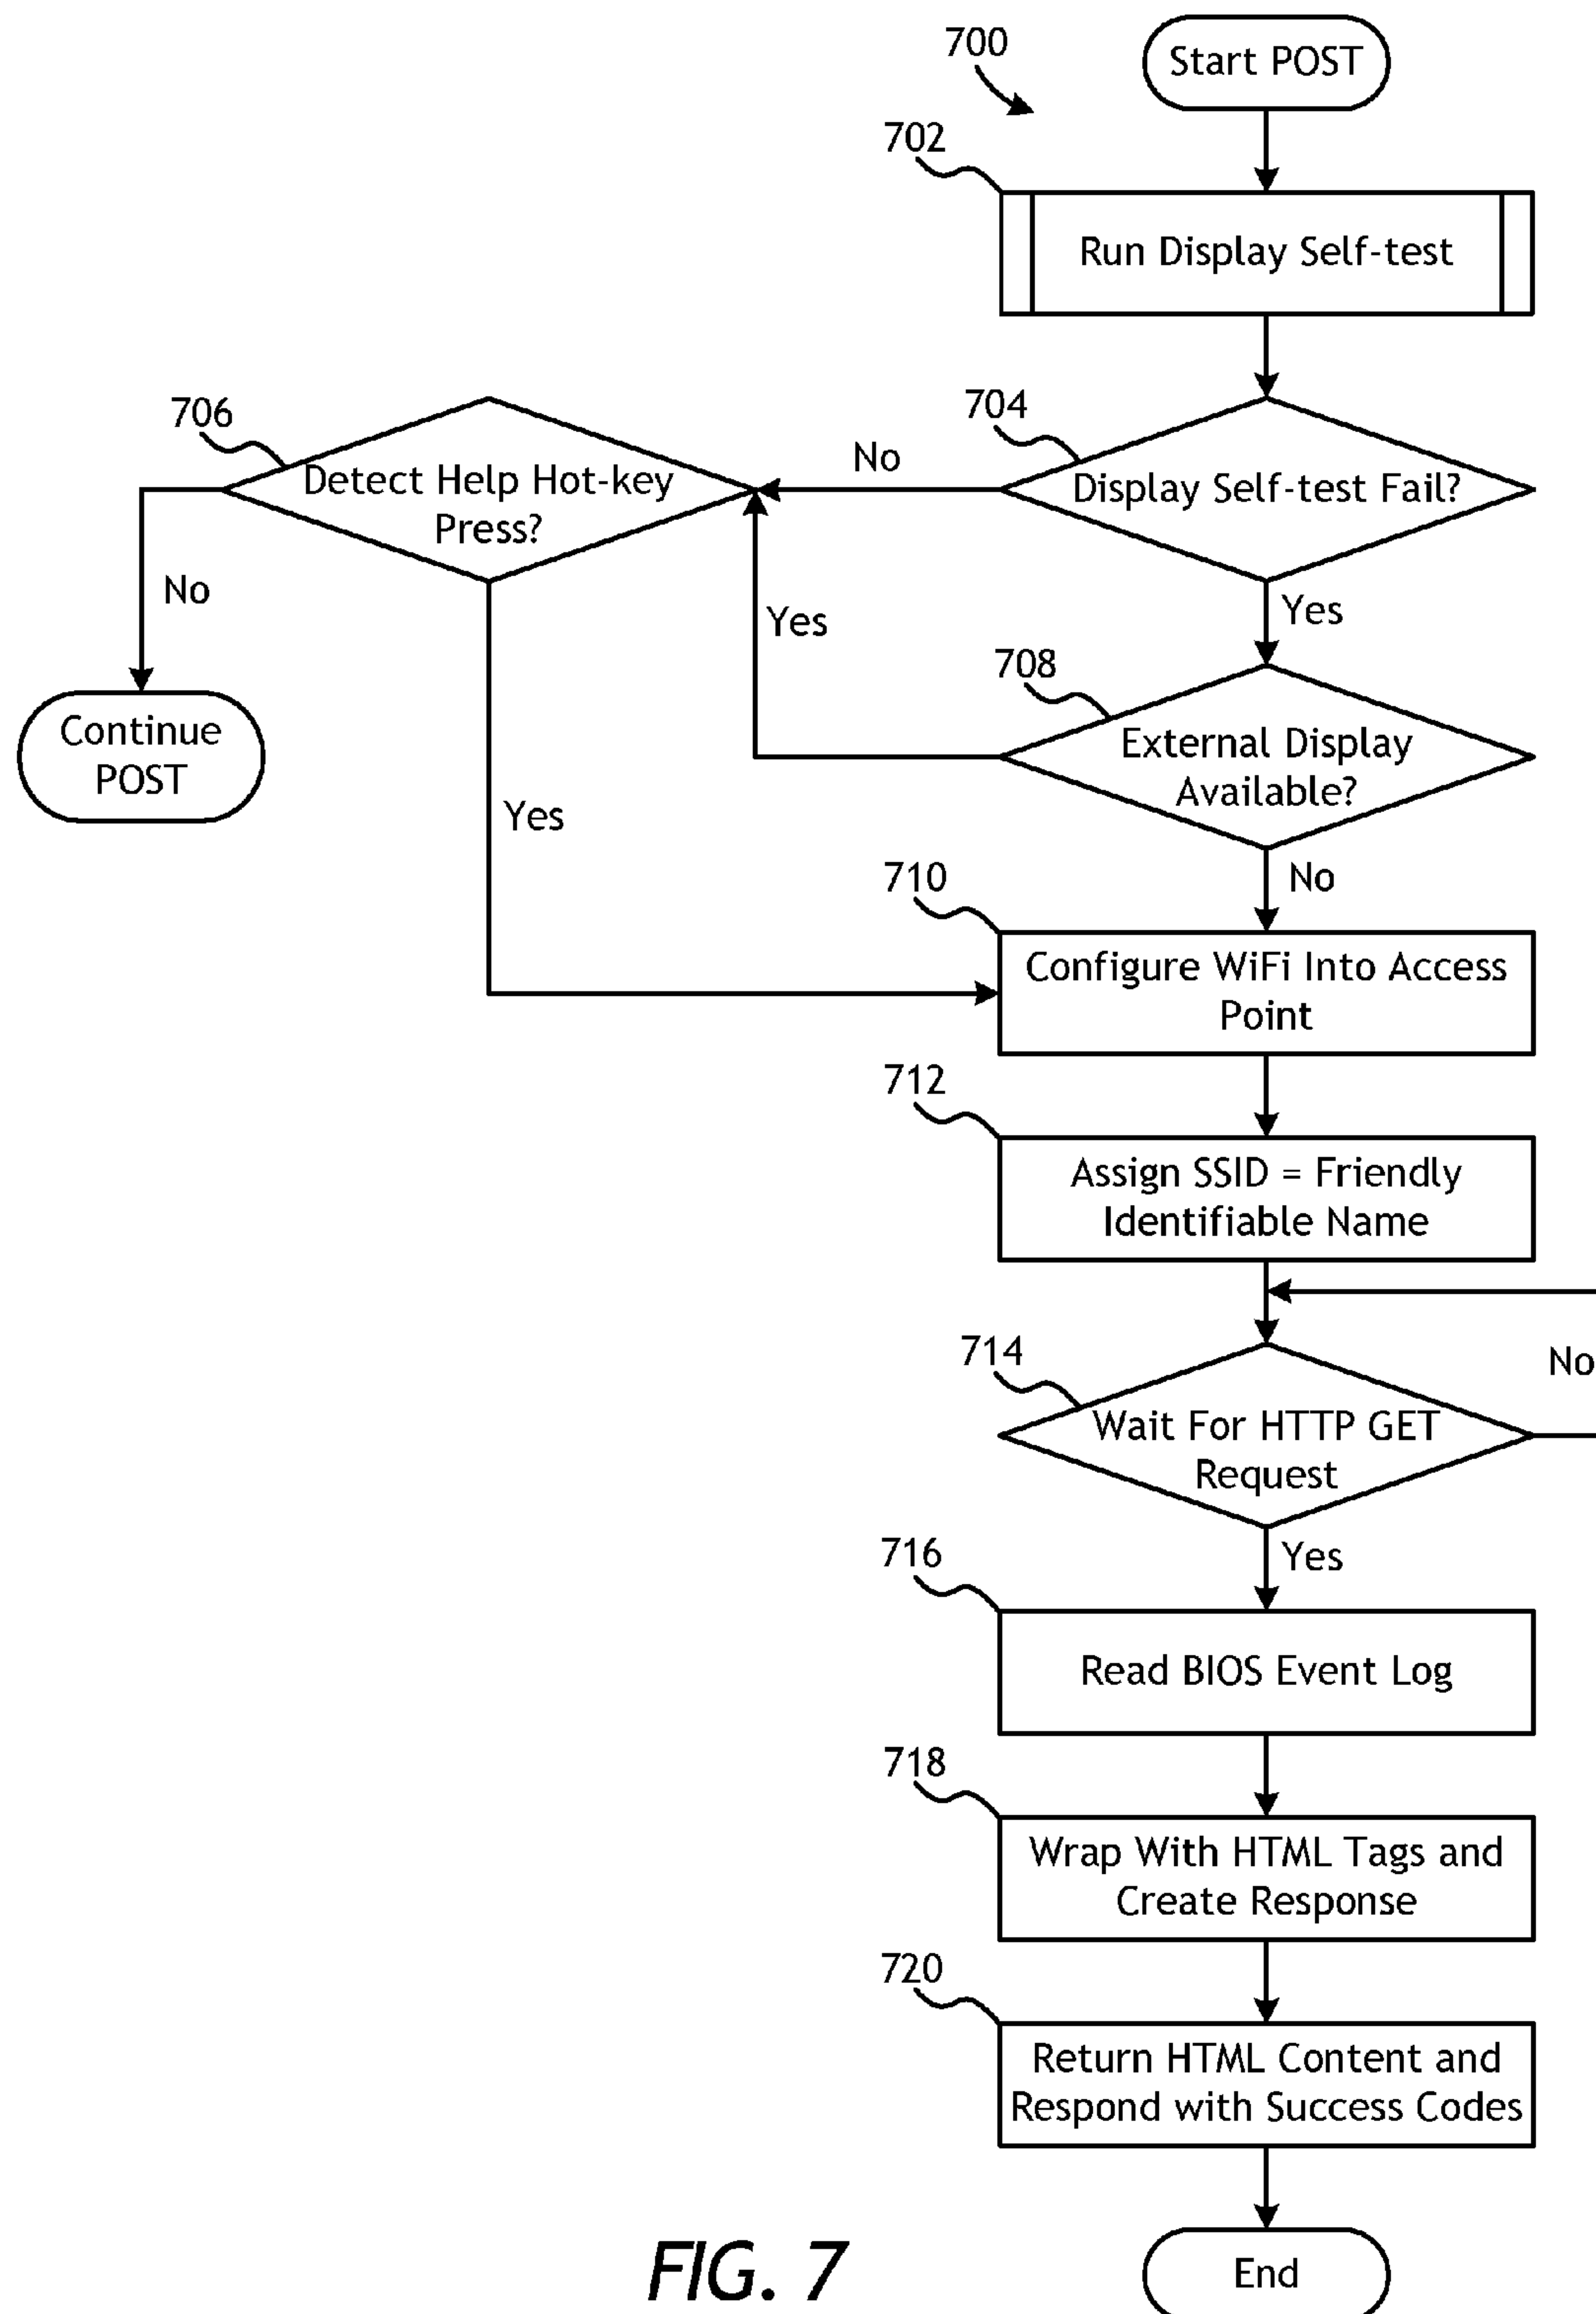 700
Start POST
702
Run Display Self-test
706
Detect Help Hot-key
Press?
No
704
Display Self-test Fail?
No
Continue
POST
Yes
Yes
Yes
708
External Display
Available?
No
710
Configure WiFi Into Access
Point
712
Assign SSID = Friendly
Identifiable Name
714
Wait For HTTP GET
Request
No
Yes
716
Read BIOS Event Log
718
Wrap With HTML Tags and
Create Response
720
Return HTML Content and
Respond with Success Codes
End
FIG. 7